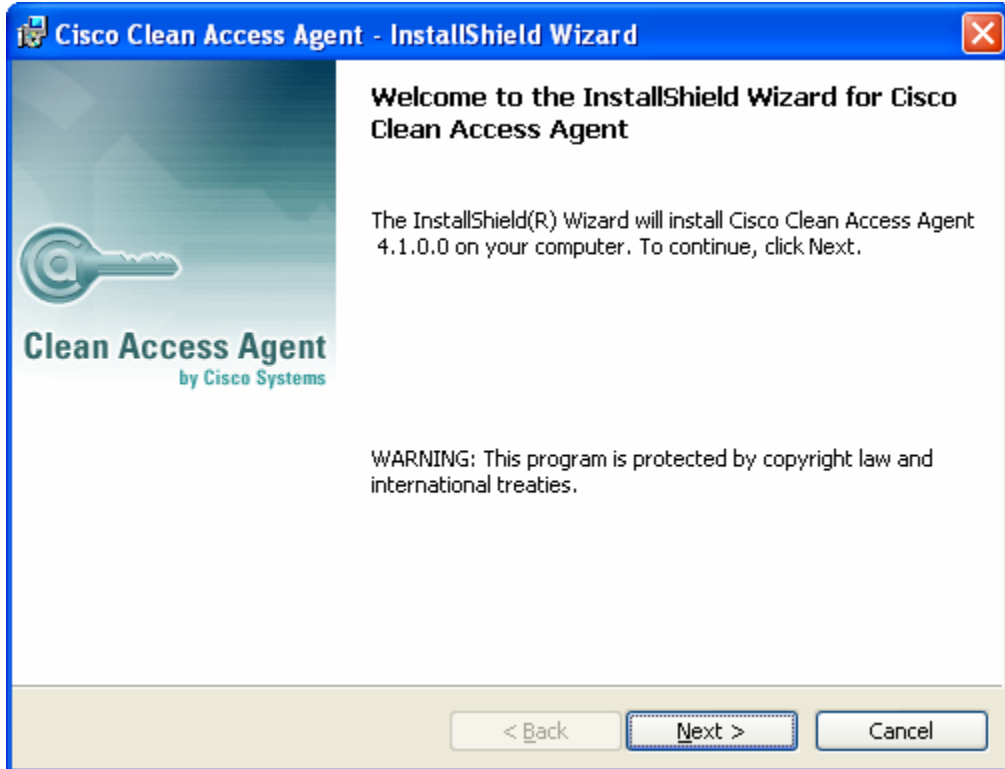 Cisco Clean Access Agent - InstallShield Wizard
Welcome to the InstallShield Wizard for Cisco
Clean Access Agent
The InstallShield(R) Wizard will install Cisco Clean Access Agent
4.1.0.0 on your computer. To continue, click Next.
@
Clean Access Agent
by Cisco Systems
WARNING: This program is protected by copyright law and
international treaties.
< Back
Next >
Cancel